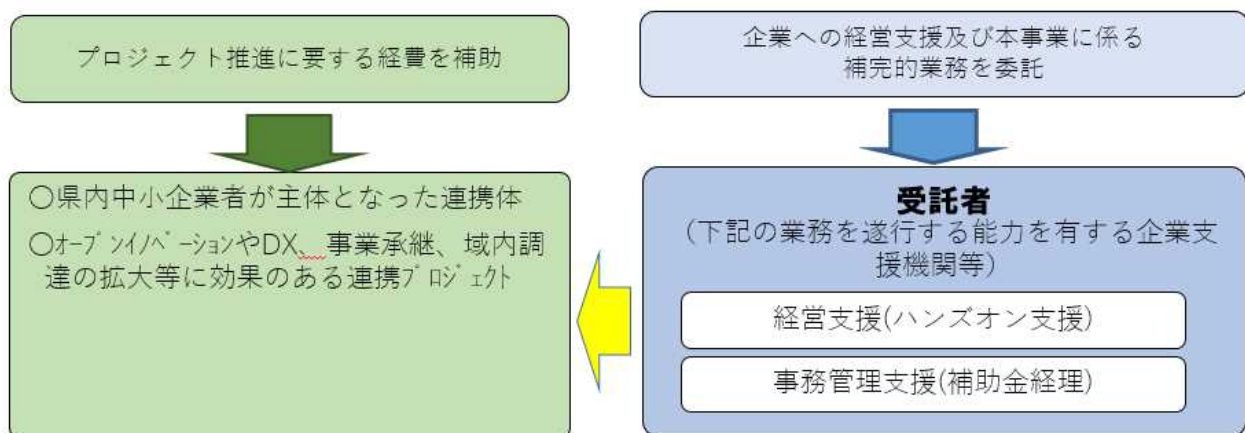 プロジェクト推進に要する経費を補助
企業への経営支援及び本事業に係る
補完的業務を委託
○県内中小企業者が主体となった連携体
○ｵｰﾌﾟﾝｲﾉﾍﾞｰｼｮﾝやDX、事業承継、域内調
達の拡大等に効果のある連携ﾌﾟﾛｼﾞｪｸﾄ
受託者
（下記の業務を遂行する能力を有する企業支
援機関等）
経営支援(ハンズオン支援)
事務管理支援(補助金経理)